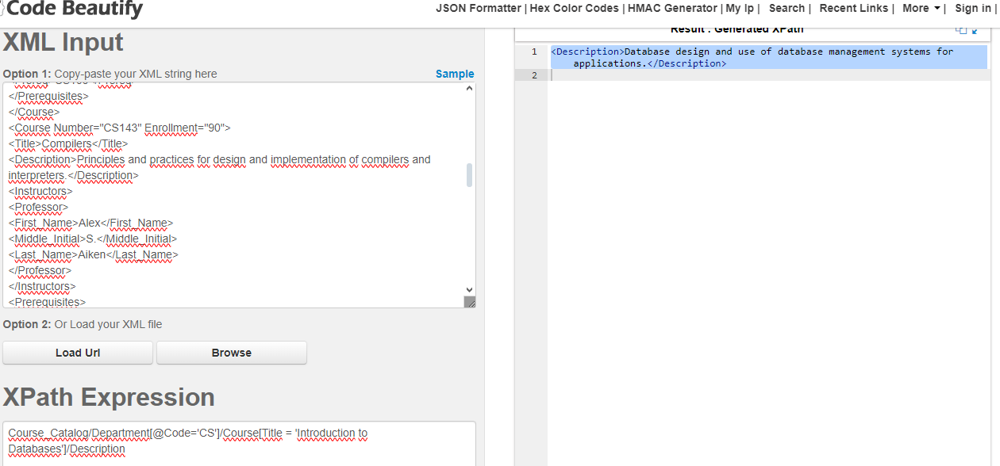 Code Beautify
JSON Formatter | Hex Color Codes | HMAC Generator | My Ip | Search | Recent Links | More | Sign in |
XML Input
Option 1: Copy-paste your XML string here
Sample
</Prerequisites>
</Course>
<Course Number="CS143" Enrollment="90">
<Title>Compilers</Title>
<Description>Principles and practices for design and implementation of compilers and
interpreters.</Description>
<Instructors>
<Professor>
<First_Name>Alex</First_Name>
<Middle_Initial>S.</Middle_Initial>
<Last_Name>Aiken</Last_Name>
</Professor>
</Instructors>
<Prerequisites>
Option 2: Or Load your XML file
Load Url
Browse
XPath Expression
Course_Catalog/Department[@Code='CS']/Course[Title = 'Introduction to
Databases']/Description
Result : Generated XPath
1 <Description>Database design and use of database management systems for
applications.</Description>
2